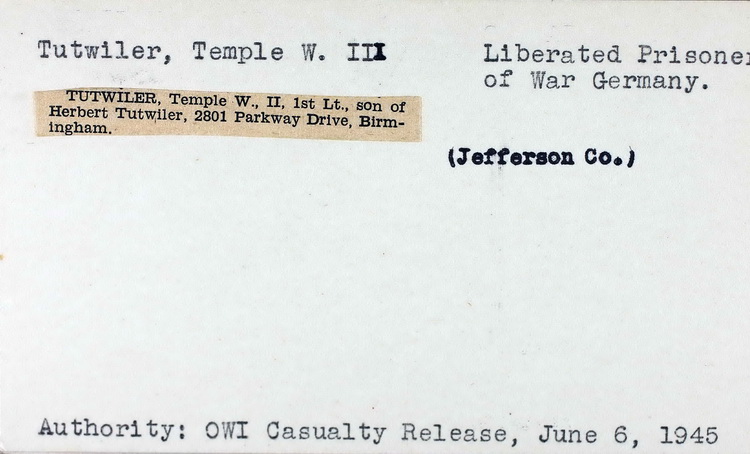 Tutwiler, Temple W. III
Liberated Prisoner
of War Germany.
TUTWILER, Temple W., II, 1st Lt., son of
Herbert Tutwiler, 2801 Parkway Drive, Birm-
ingham.
(Jefferson Co.)
Authority: OWI Casualty Release, June 6, 1945